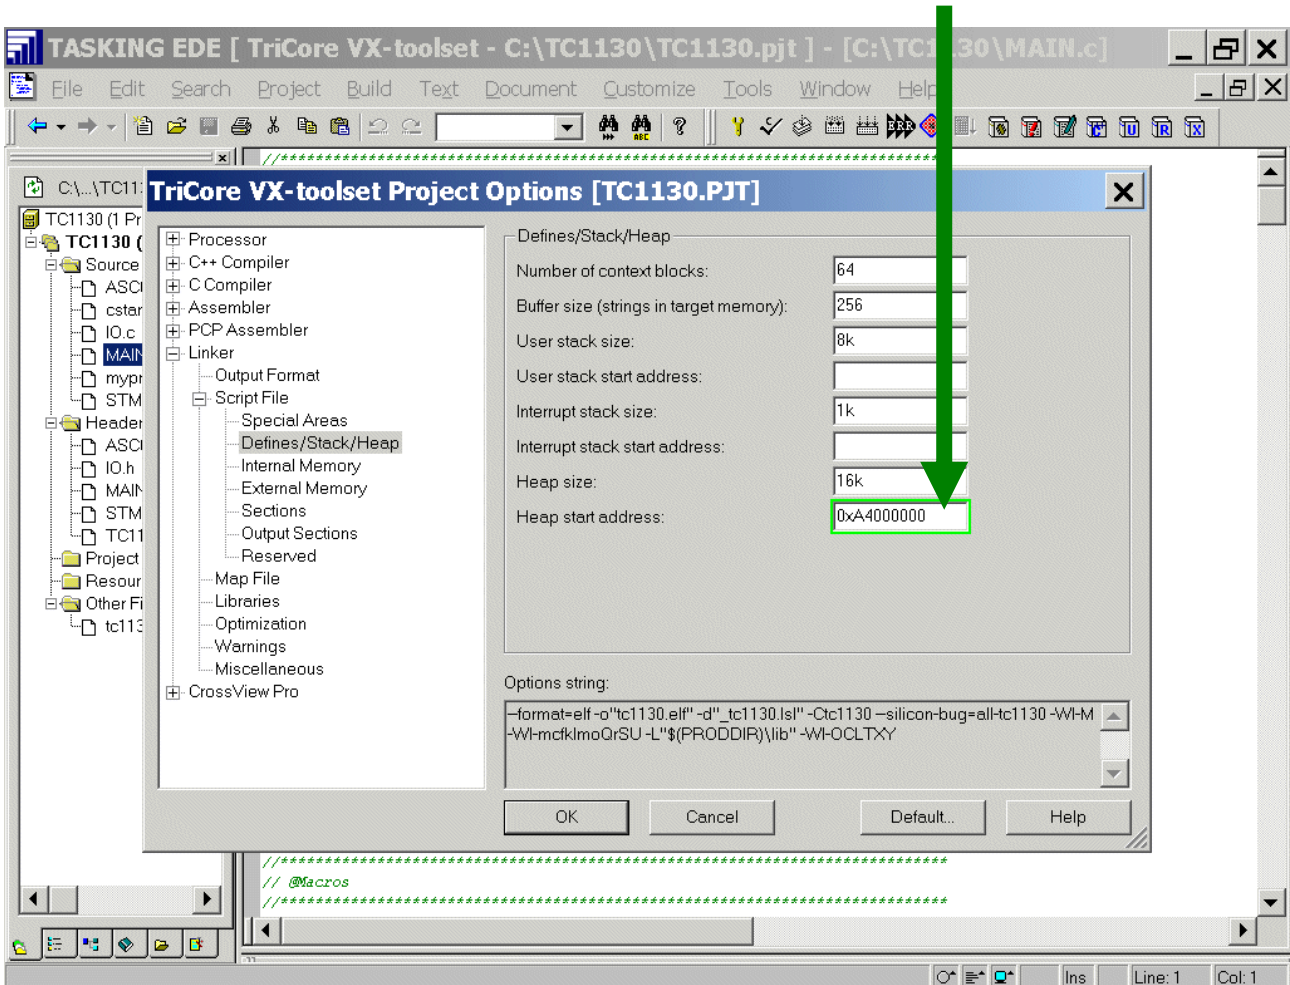 TASKING EDE [ TriCore VX-toolset - C:\TC1130\TC1130.pjt ] - [C:\TC1130\MAIN.c]
File Edit Search Project Build Text Document Customize Tools Window Help
C:\...\TC11
TriCore VX-toolset Project Options [TC1130.PJT]
TC1130 (1 Pr
TC1130 (
Source
ASCI
cstar
IO.c
MAIN
mypr
STM
Header
ASCI
IO.h
MAIN
STM
TC11
Project
Resour
Other Fi
tc113
Processor
C++ Compiler
C Compiler
Assembler
PCP Assembler
Linker
Output Format
Script File
Special Areas
Defines/Stack/Heap
Internal Memory
External Memory
Sections
Output Sections
Reserved
Map File
Libraries
Optimization
Warnings
Miscellaneous
CrossView Pro
Defines/Stack/Heap
Number of context blocks: 64
Buffer size (strings in target memory): 256
User stack size: 8k
User stack start address:
Interrupt stack size: 1k
Interrupt stack start address:
Heap size: 16k
Heap start address: 0xA4000000
Options string:
--format=elf -o"tc1130.elf" -d"_tc1130.lsl" -Ctc1130 --silicon-bug=all-tc1130 -Wl-M
-Wl-mcfklmoQrSU -L"$(PRODDIR)\lib" -Wl-OCLTXY
OK Cancel Default... Help
//****************************************************************************
// @Macros
//****************************************************************************
Ins Line: 1 Col: 1